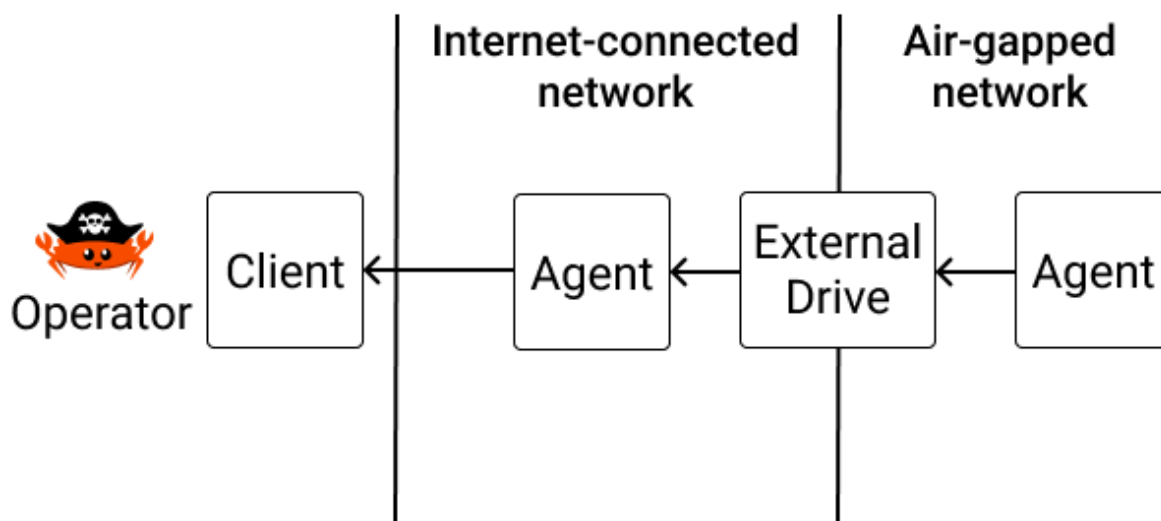 Internet-connected
network
Air-gapped
network
Operator
Client
Agent
External
Drive
Agent